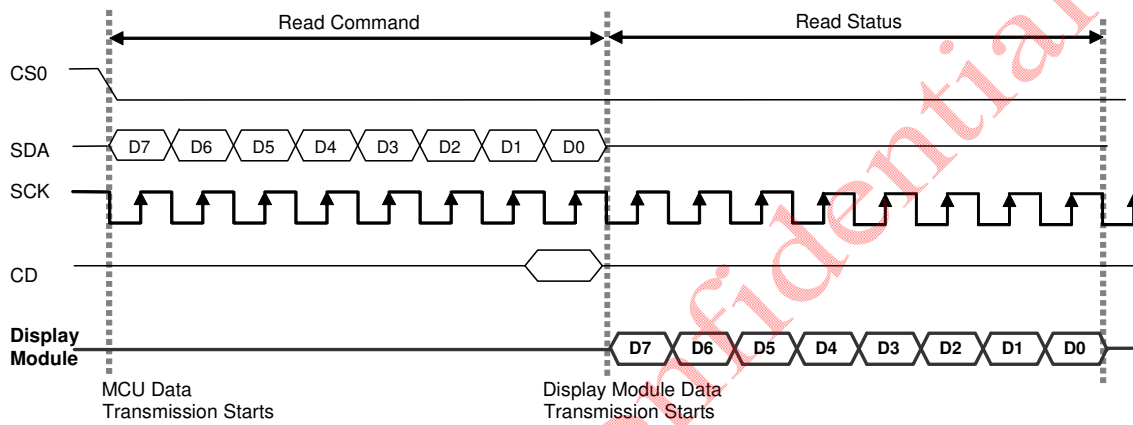 Read Command
Read Status
CS0
SDA
D7 D6 D5 D4 D3 D2 D1 D0
SCK
CD
Display
Module
D7 D6 D5 D4 D3 D2 D1 D0
MCU Data
Transmission Starts
Display Module Data
Transmission Starts
nfidential